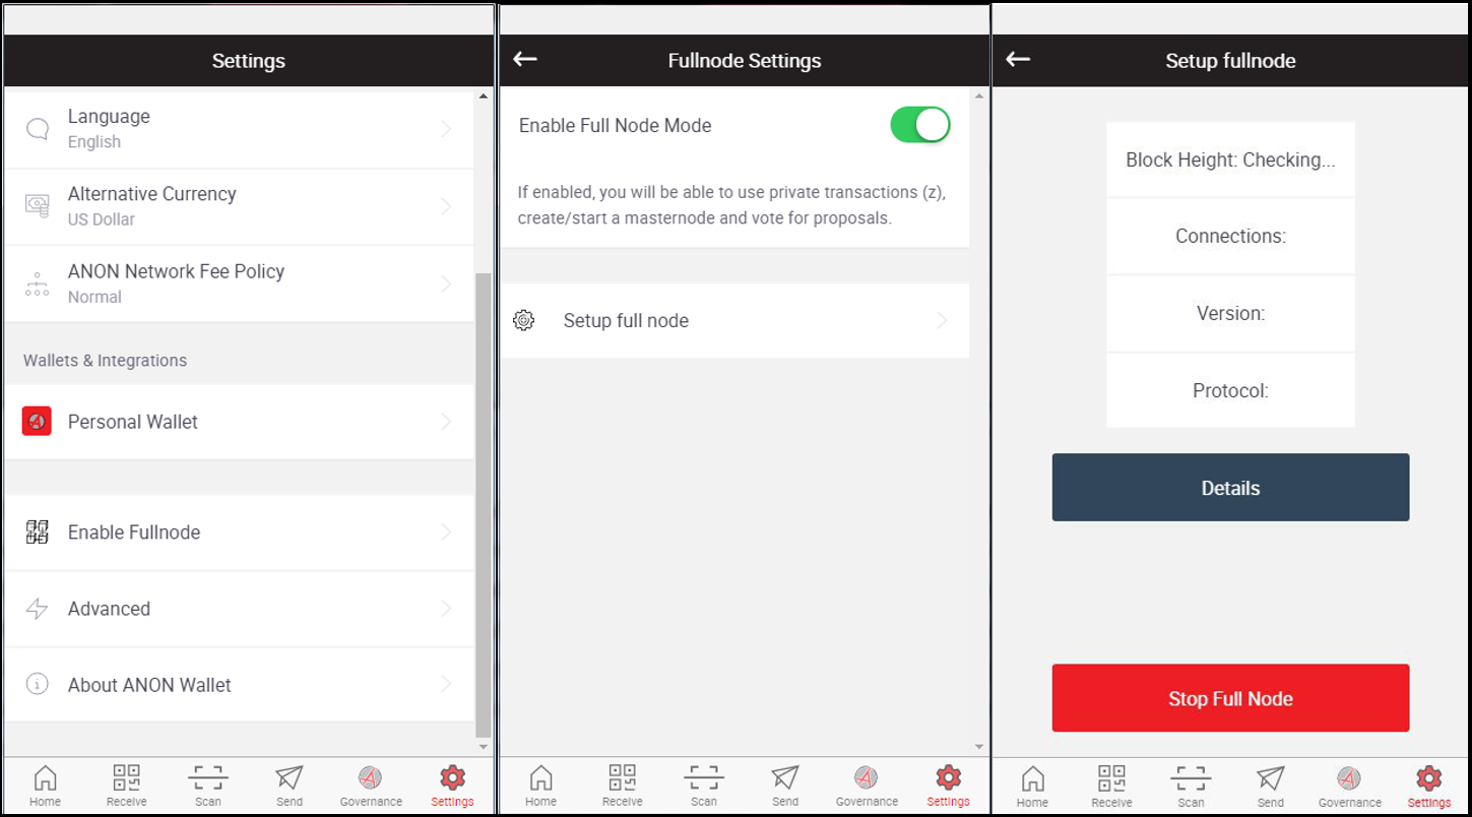 Settings
Language
English
Alternative Currency
US Dollar
ANON Network Fee Policy
Normal
Wallets & Integrations
Personal Wallet
Enable Fullnode
Advanced
About ANON Wallet
Home
Receive
Scan
Send
Governance
Settings
Fullnode Settings
Enable Full Node Mode
If enabled, you will be able to use private transactions (z),
create/start a masternode and vote for proposals.
Setup full node
Home
Receive
Scan
Send
Governance
Settings
Setup fullnode
Block Height: Checking...
Connections:
Version:
Protocol:
Details
Stop Full Node
Home
Receive
Scan
Send
Governance
Settings